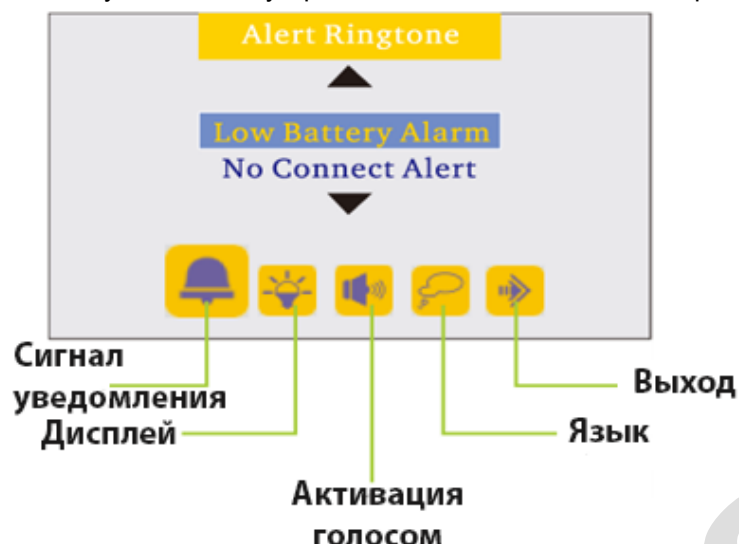 Alert Ringtone
Low Battery Alarm
No Connect Alert
Сигнал
уведомления
Выход
Дисплей
Язык
Активация
голосом